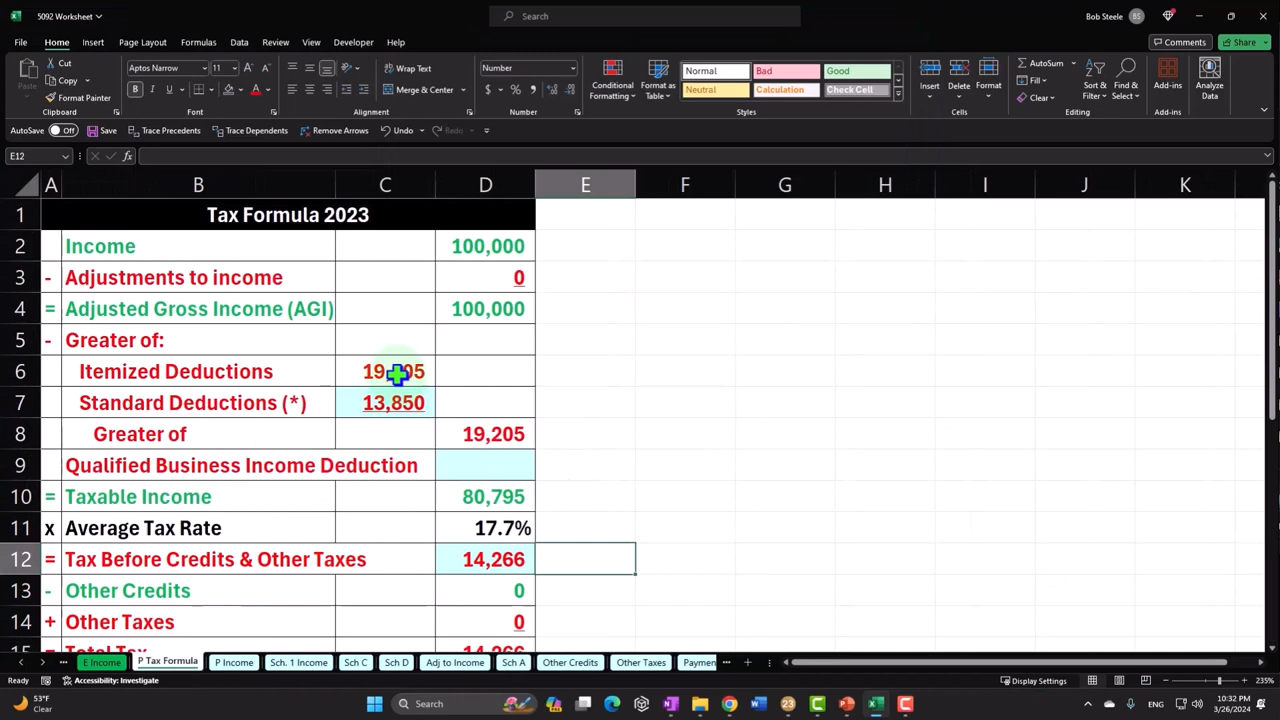 5092 Worksheet
Search
Bob Steele BS
File Home Insert Page Layout Formulas Data Review View Developer Help
Comments Share
Paste Cut Copy Format Painter Clipboard
Aptos Narrow 11 B I U A Font
Wrap Text Merge & Center Alignment
Number $ % Number
Conditional Formatting Format as Table
Normal Bad Good
Neutral Calculation Check Cell
Styles
Insert Delete Format Cells
AutoSum Fill Clear Sort & Filter Find & Select Editing
Add-ins Add-ins
Analyze Data
AutoSave Off Save Trace Precedents Trace Dependents Remove Arrows Undo Redo
E12 fx
A B C D E F G H I J K
1 Tax Formula 2023
2 Income 100,000
3 - Adjustments to income 0
4 = Adjusted Gross Income (AGI) 100,000
5 - Greater of:
6 Itemized Deductions
7 Standard Deductions (*) 13,850
8 Greater of 19,205
9 Qualified Business Income Deduction
10 = Taxable Income 80,795
11 x Average Tax Rate 17.7%
12 = Tax Before Credits & Other Taxes 14,266
13 - Other Credits 0
14 + Other Taxes 0
15 = Total Tax 14,266
E Income P Tax Formula P Income Sch. 1 Income Sch C Sch D Adj to Income Sch A Other Credits Other Taxes
Ready Accessibility: Investigate Display Settings 235%
53°F Clear Search 23 ENG 10:32 PM 3/26/2024